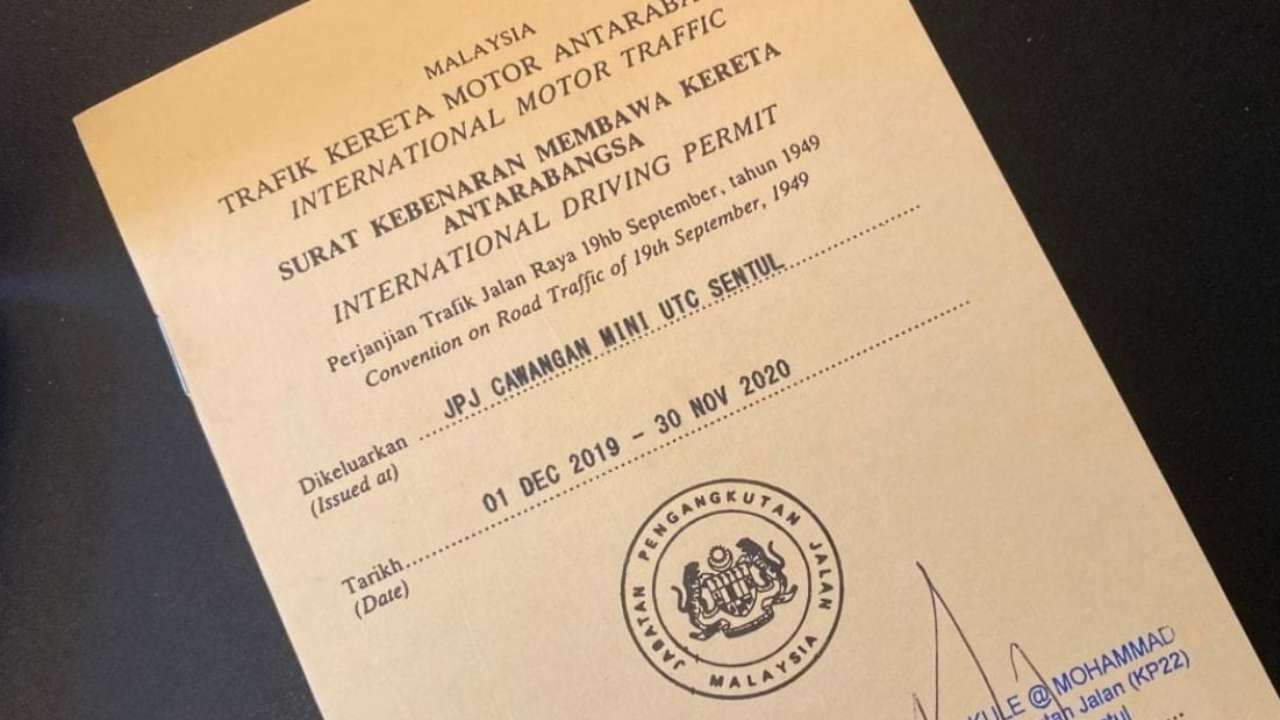 MALAYSIA
TRAFIK KERETA MOTOR
INTERNATIONAL MOTOR TRAFFIC
SURAT KEBENARAN MEMBAWA KERETA
ANTARABANGSA
INTERNATIONAL DRIVING PERMIT
Perjanjian Trafik Jalan Raya 19hb September, tahun 1949
Convention on Road Traffic of 19th September, 1949
Dikeluarkan JPJ CAWANGAN MINI UTC SENTUL
(Issued at)
Tarikh 01 DEC 2019 - 30 NOV 2020
(Date)
JABATAN PENGANGKUTAN JALAN
MALAYSIA
@ MOHAMMAD
Jalan (KP22)